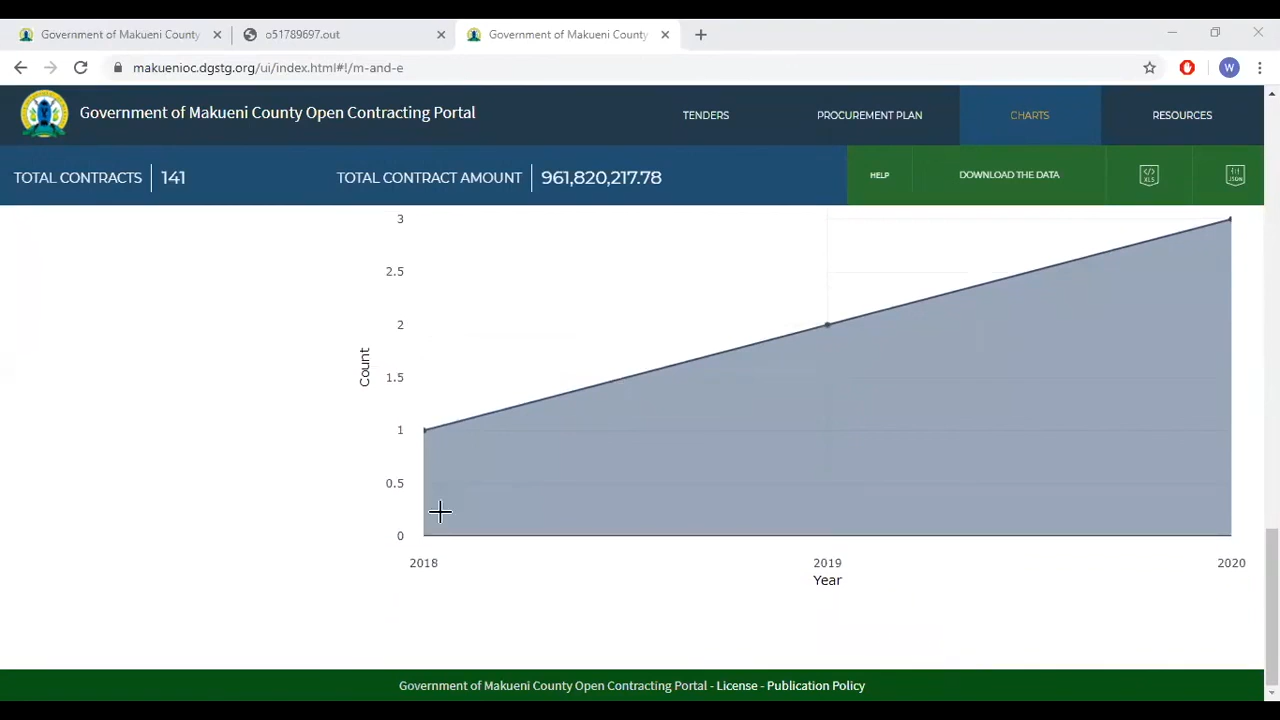 Government of Makueni County
o51789697.out
Government of Makueni County
makuenioc.dgstg.org/ui/index.html#!/m-and-e
W
Government of Makueni County Open Contracting Portal
TENDERS
PROCUREMENT PLAN
CHARTS
RESOURCES
TOTAL CONTRACTS 141
TOTAL CONTRACT AMOUNT 961,820,217.78
HELP
DOWNLOAD THE DATA
XLS
JSON
3
2.5
2
1.5
1
0.5
0
Count
2018
2019
2020
Year
Government of Makueni County Open Contracting Portal - License - Publication Policy